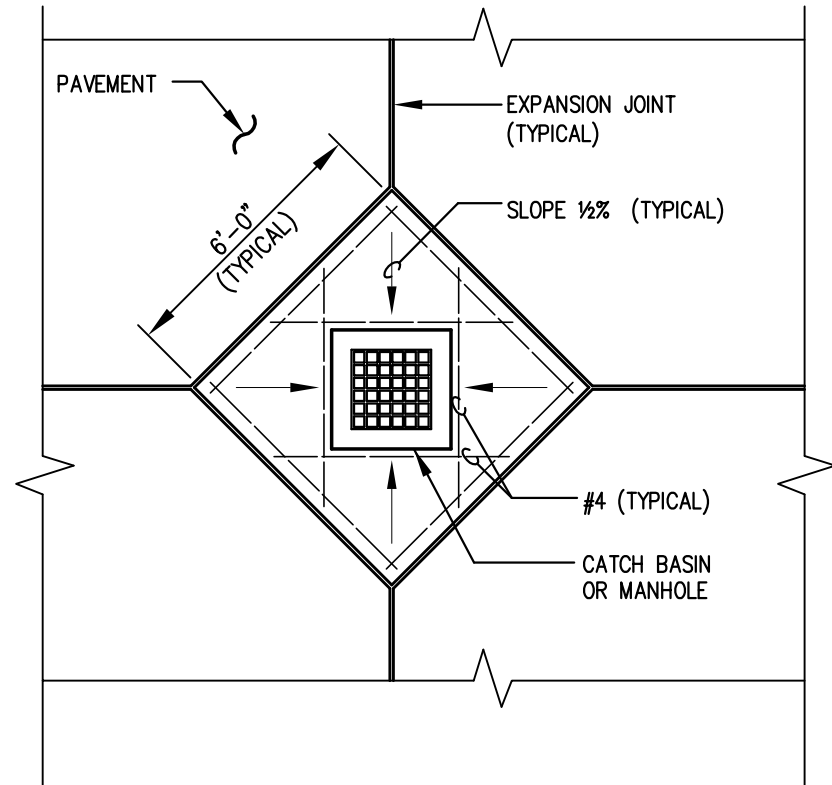 PAVEMENT
EXPANSION JOINT
(TYPICAL)
6'-0"
(TYPICAL)
SLOPE ½% (TYPICAL)
#4 (TYPICAL)
CATCH BASIN
OR MANHOLE